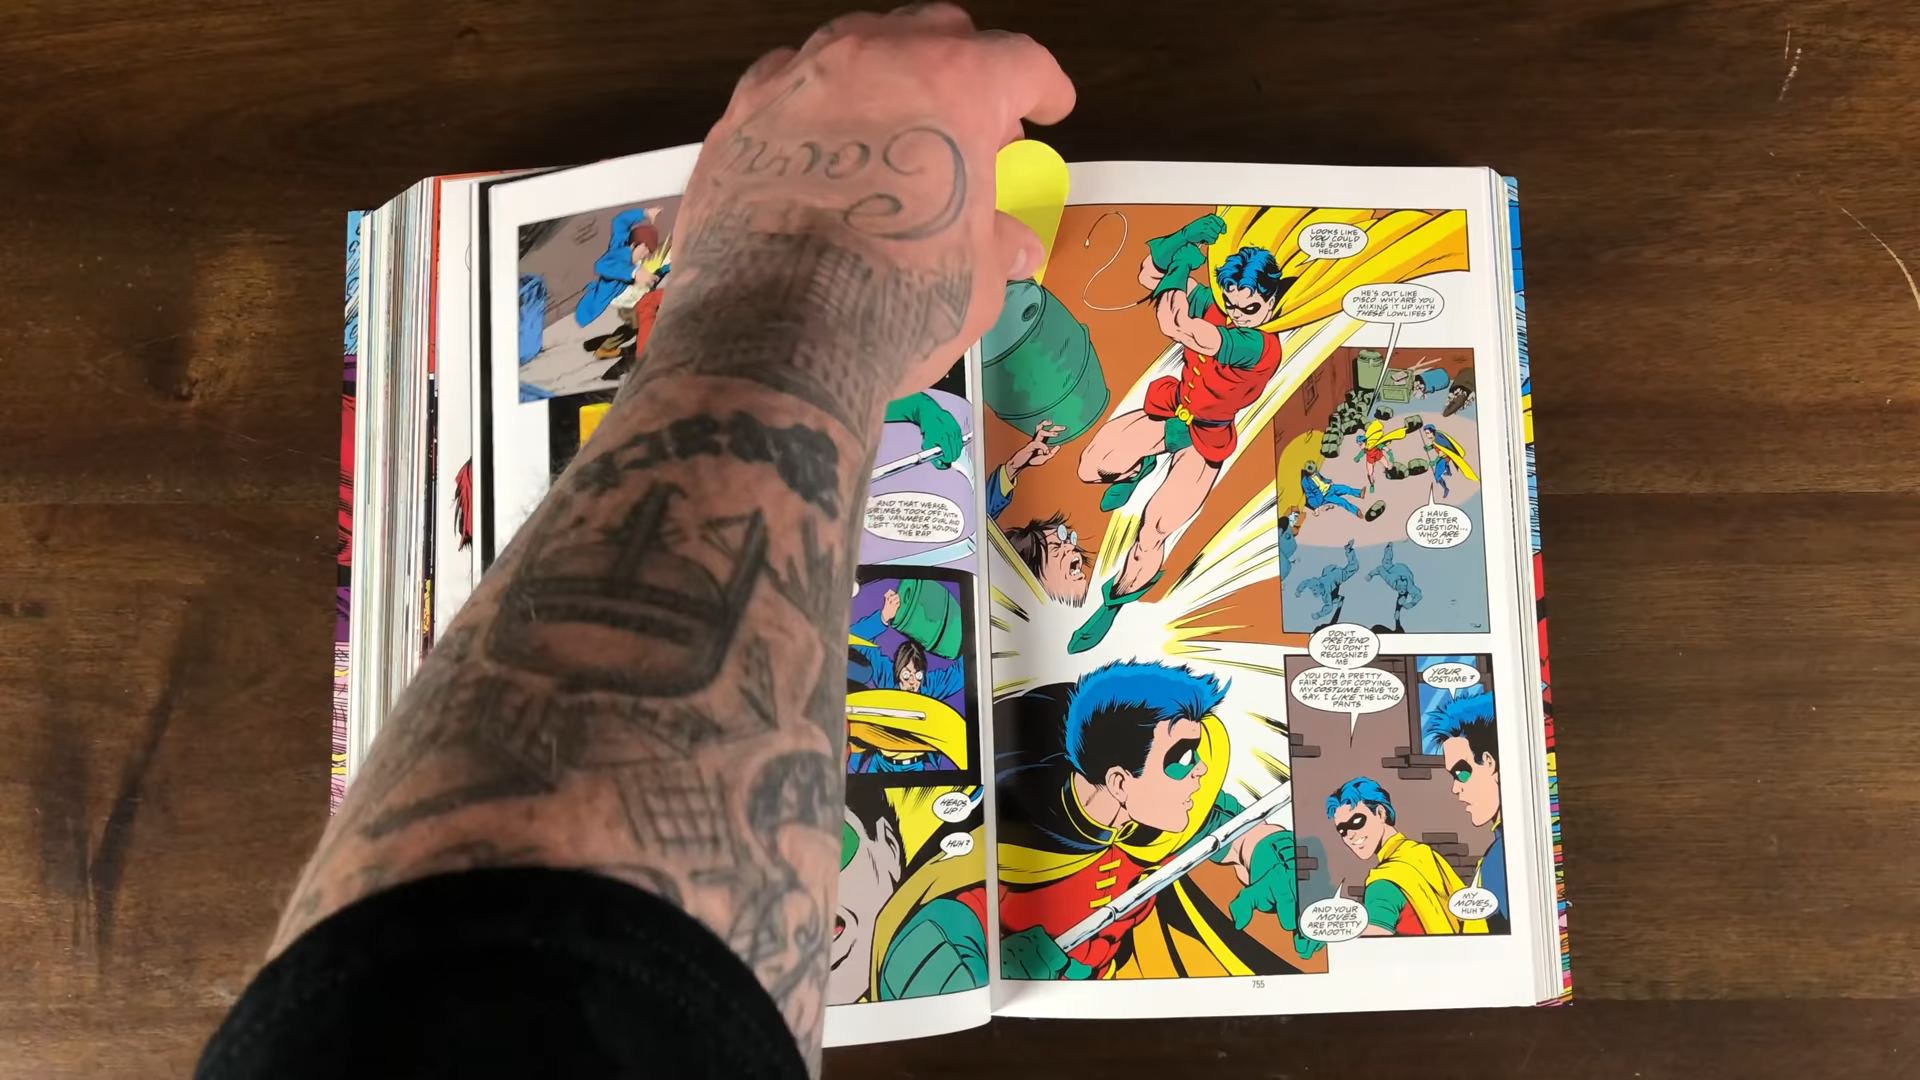 AND THAT WEASEL
GRIMES TOOK OFF WITH
THE VANMEER OVAL AND
LEFT YOU GUYS HOLDING
THE RAP
HEADS
UP!
HUH?
LOOKS LIKE
YOU COULD
USE SOME
HELP.
HE'S OUT LIKE
DISCO. WHY ARE YOU
MIXING IT UP WITH
THESE LOWLIFES?
I HAVE
A BETTER
QUESTION...
WHO ARE
YOU?
DON'T
PRETEND
YOU DON'T
RECOGNIZE
ME.
YOU DID A PRETTY
FAIR JOB OF COPYING
MY COSTUME. HAVE TO
SAY, I LIKE THE LONG
PANTS.
YOUR
COSTUME?
AND YOUR
MOVES
ARE PRETTY
SMOOTH.
MY
MOVES,
HUH?
755